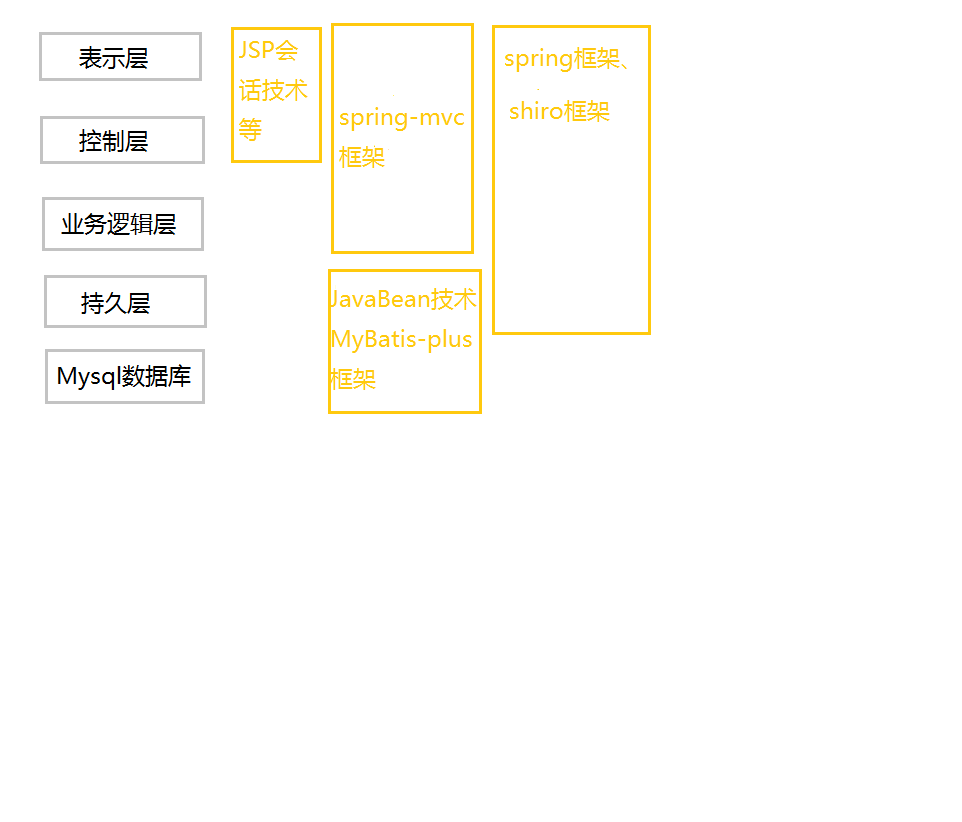 表示层
控制层
业务逻辑层
持久层
Mysql数据库
JSP会
话技术
等
spring-mvc
框架
JavaBean技术
MyBatis-plus
框架
spring框架、
shiro框架